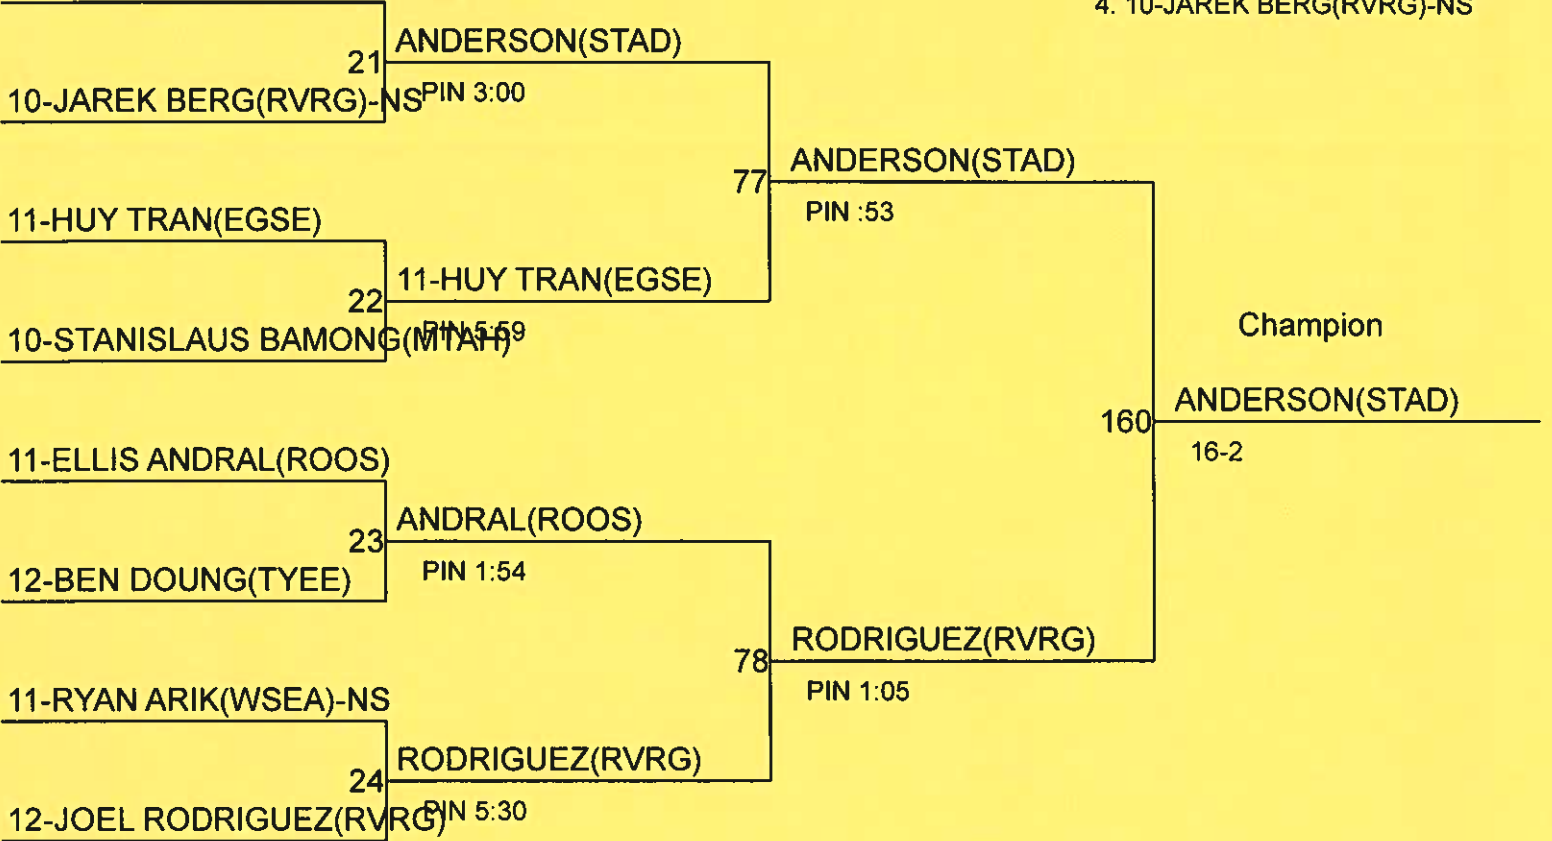 4. 10-JAREK BERG(RVRG)-NS
ANDERSON(STAD)
21
PIN 3:00
10-JAREK BERG(RVRG)-NS
ANDERSON(STAD)
77
PIN :53
11-HUY TRAN(EGSE)
11-HUY TRAN(EGSE)
22
PIN 5:59
10-STANISLAUS BAMONG(MTAH)
Champion
ANDERSON(STAD)
160
16-2
11-ELLIS ANDRAL(ROOS)
ANDRAL(ROOS)
23
PIN 1:54
12-BEN DOUNG(TYEE)
RODRIGUEZ(RVRG)
78
PIN 1:05
11-RYAN ARIK(WSEA)-NS
RODRIGUEZ(RVRG)
24
PIN 5:30
12-JOEL RODRIGUEZ(RVRG)